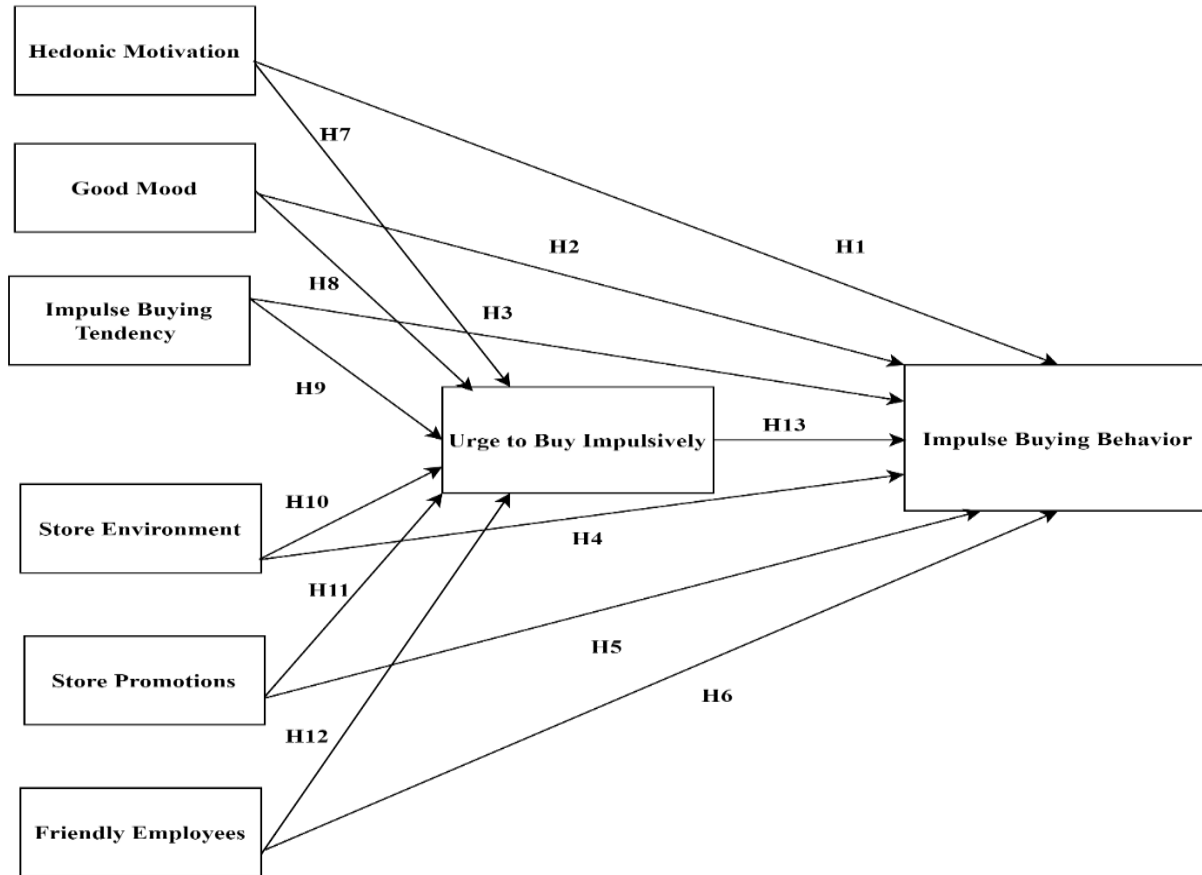 Hedonic Motivation
H7
Good Mood
H2
H1
H8
H3
Impulse Buying
Tendency
H9
Urge to Buy Impulsively
H13
Impulse Buying Behavior
H10
Store Environment
H4
H11
H5
Store Promotions
H6
H12
Friendly Employees